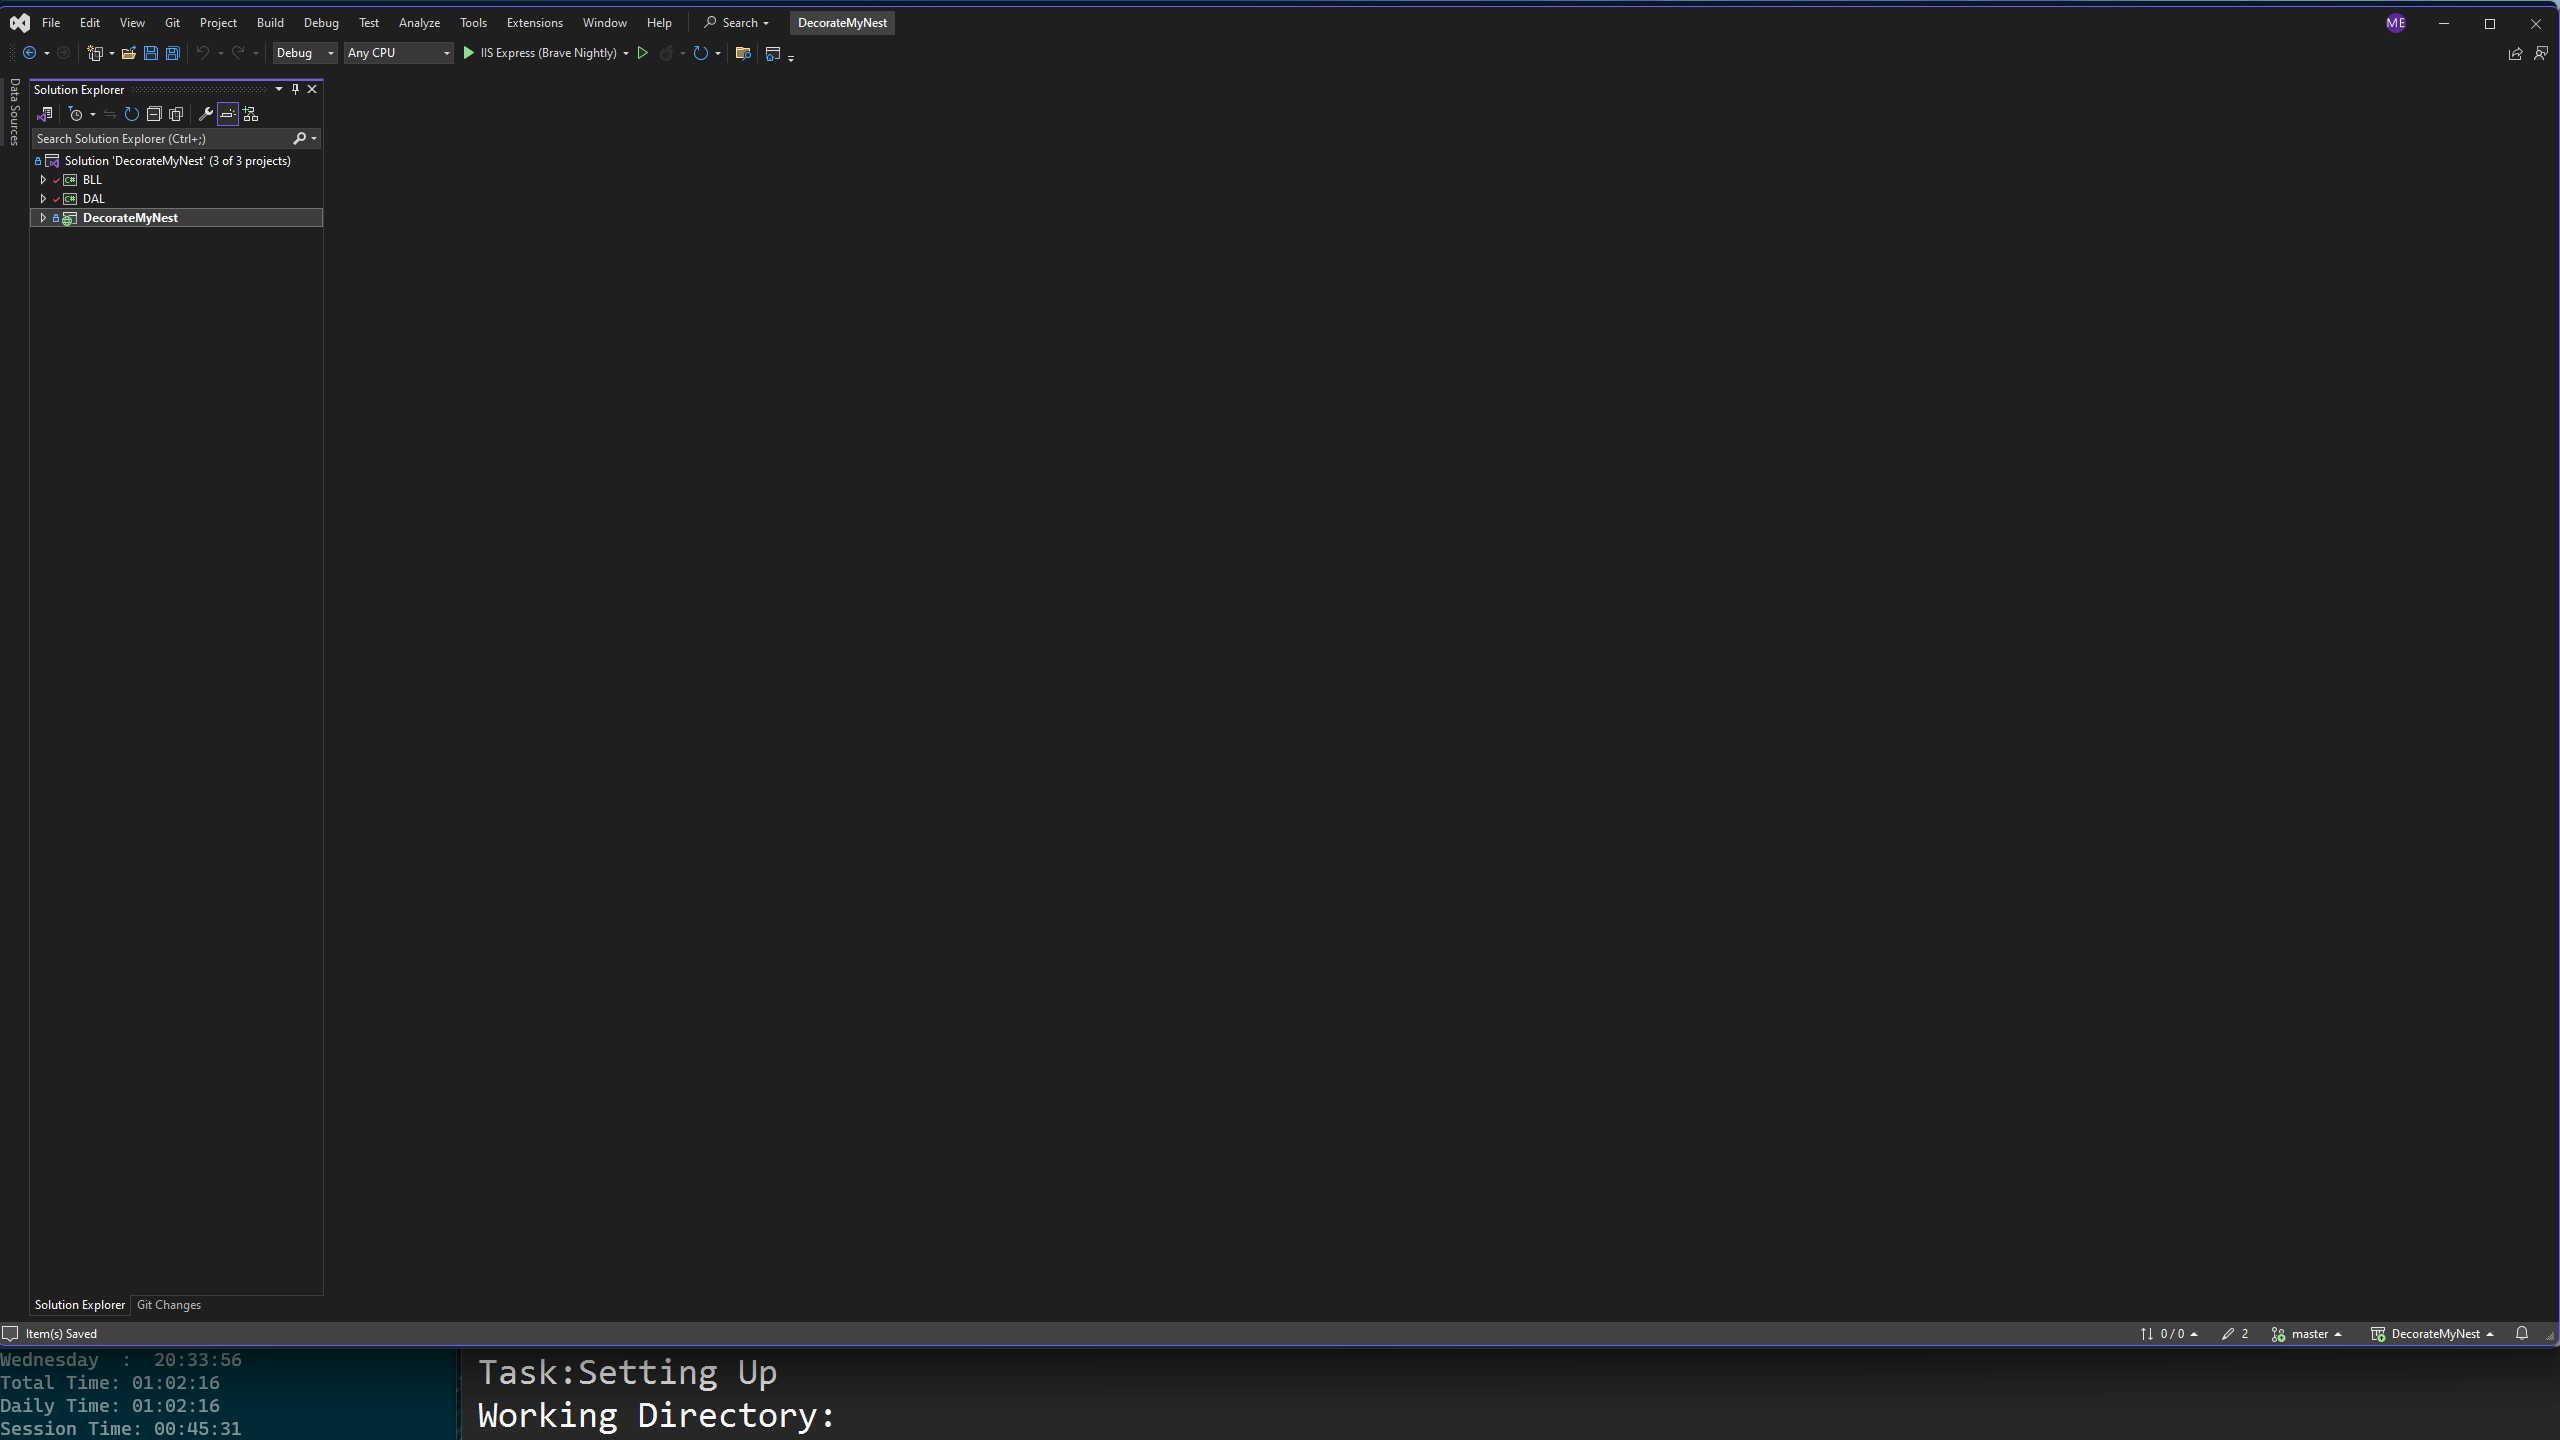 File Edit View Git Project Build Debug Test Analyze Tools Extensions Window Help Search DecorateMyNest ME
Debug Any CPU IIS Express (Brave Nightly)
Data Sources
Solution Explorer
Search Solution Explorer (Ctrl+;)
Solution 'DecorateMyNest' (3 of 3 projects)
C# BLL
C# DAL
DecorateMyNest
Solution Explorer Git Changes
Item(s) Saved 0 / 0 2 master DecorateMyNest
Wednesday : 20:33:56
Total Time: 01:02:16
Daily Time: 01:02:16
Session Time: 00:45:31
Task:Setting Up
Working Directory: